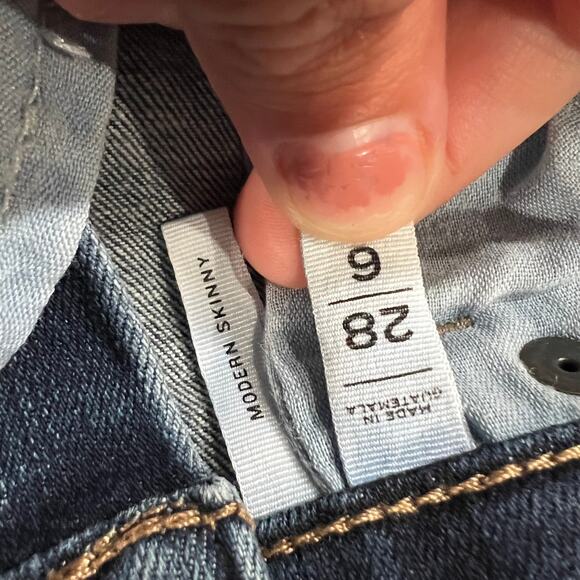 MODERN SKINNY
6
28
MADE IN
GUATEMALA